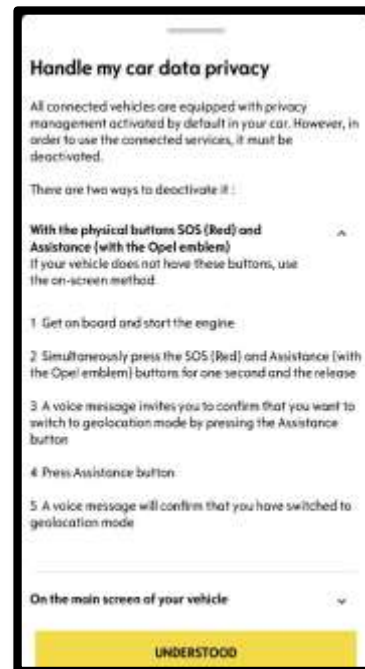 Handle my car data privacy
All connected vehicles are equipped with privacy
management activated by default in your car. However, in
order to use the connected services, it must be
deactivated.
There are two ways to deactivate it :
With the physical buttons SOS (Red) and
Assistance (with the Opel emblem)
If your vehicle does not have these buttons, use
the on-screen method
1 Get on board and start the engine
2 Simultaneously press the SOS (Red) and Assistance (with
the Opel emblem) buttons for one second and the release
3 A voice message invites you to confirm that you want to
switch to geolocation mode by pressing the Assistance
button
4 Press Assistance button
5 A voice message will confirm that you have switched to
geolocation mode
On the main screen of your vehicle
UNDERSTOOD